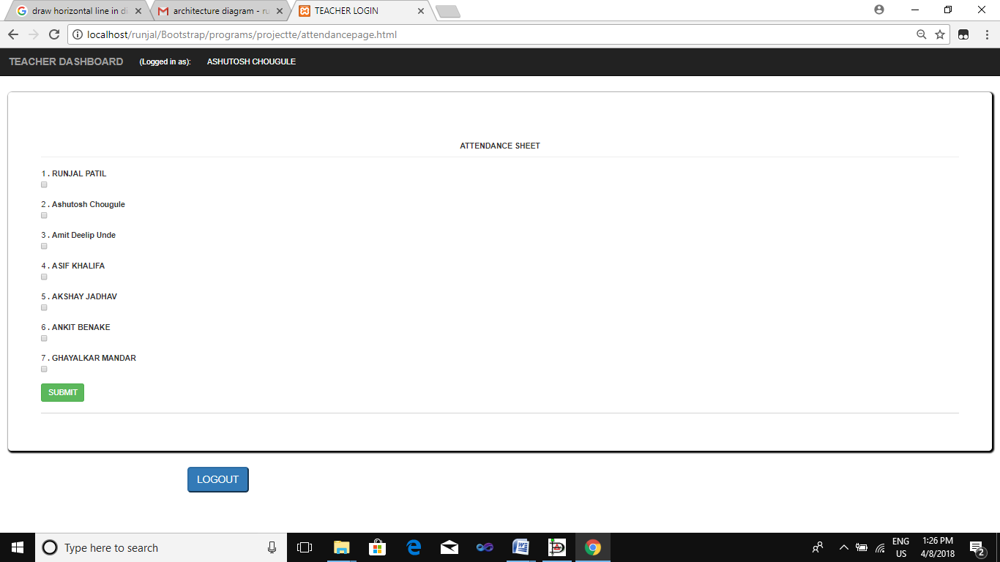 draw horizontal line in di
architecture diagram - ru
TEACHER LOGIN
localhost/runjal/Bootstrap/programs/projectte/attendancepage.html
TEACHER DASHBOARD (Logged in as): ASHUTOSH CHOUGULE
ATTENDANCE SHEET
1 . RUNJAL PATIL
2 . Ashutosh Chougule
3 . Amit Deelip Unde
4 . ASIF KHALIFA
5 . AKSHAY JADHAV
6 . ANKIT BENAKE
7 . GHAYALKAR MANDAR
SUBMIT
LOGOUT
Type here to search
ENG
US
1:26 PM
4/8/2018
2